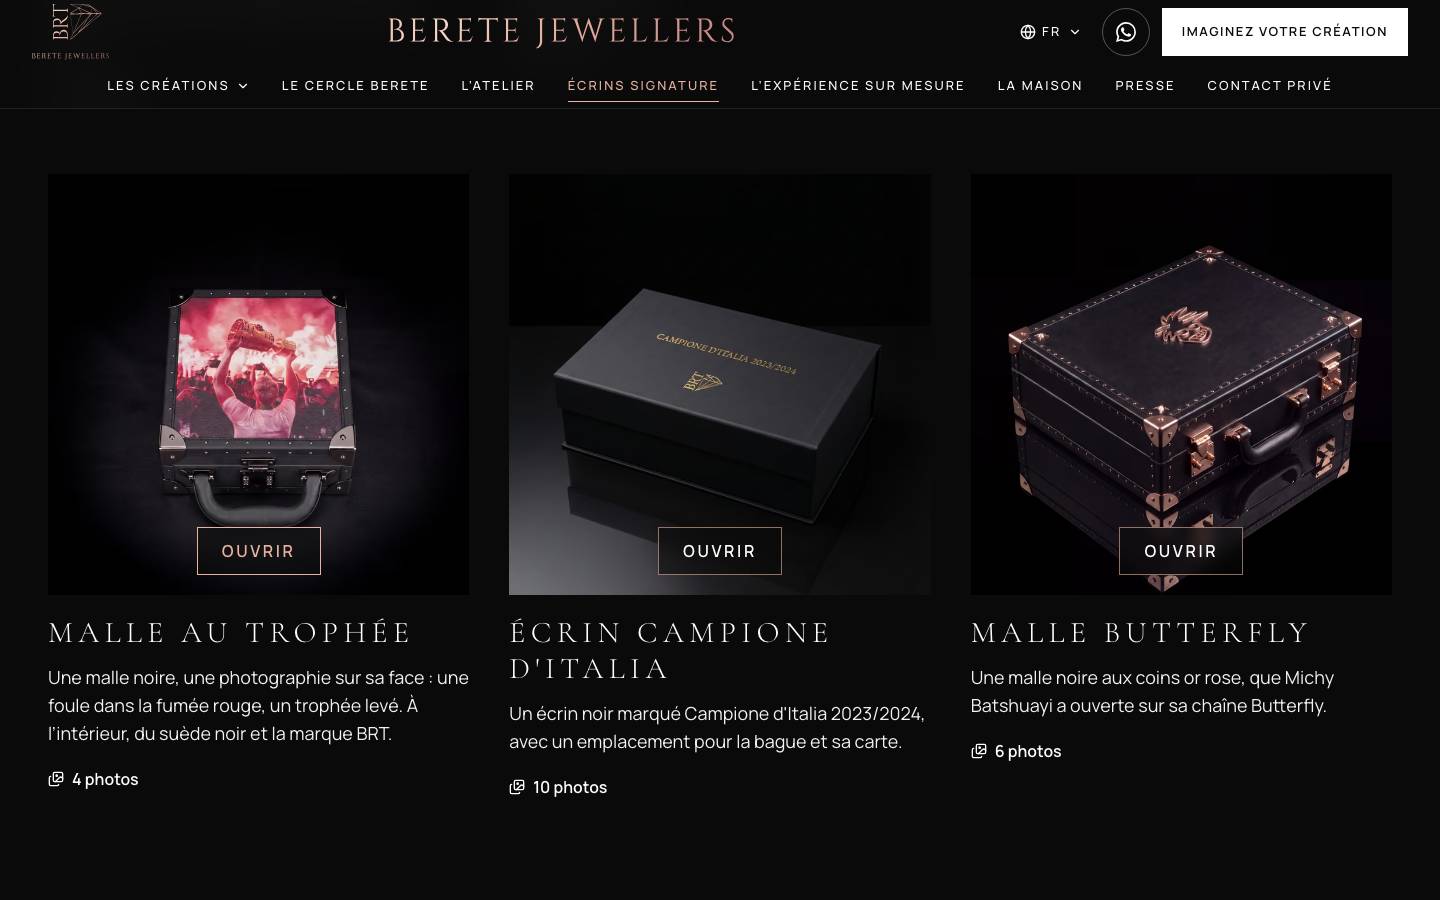 BRT
BERETE JEWELLERS
BERETE JEWELLERS
FR
IMAGINEZ VOTRE CRÉATION
LES CRÉATIONS
LE CERCLE BERETE
L'ATELIER
ÉCRINS SIGNATURE
L'EXPÉRIENCE SUR MESURE
LA MAISON
PRESSE
CONTACT PRIVÉ
CAMPIONE D'ITALIA 2023/2024
BRT
OUVRIR
OUVRIR
OUVRIR
MALLE AU TROPHÉE
Une malle noire, une photographie sur sa face : une
foule dans la fumée rouge, un trophée levé. À
l'intérieur, du suède noir et la marque BRT.
4 photos
ÉCRIN CAMPIONE
D'ITALIA
Un écrin noir marqué Campione d'Italia 2023/2024,
avec un emplacement pour la bague et sa carte.
10 photos
MALLE BUTTERFLY
Une malle noire aux coins or rose, que Michy
Batshuayi a ouverte sur sa chaîne Butterfly.
6 photos